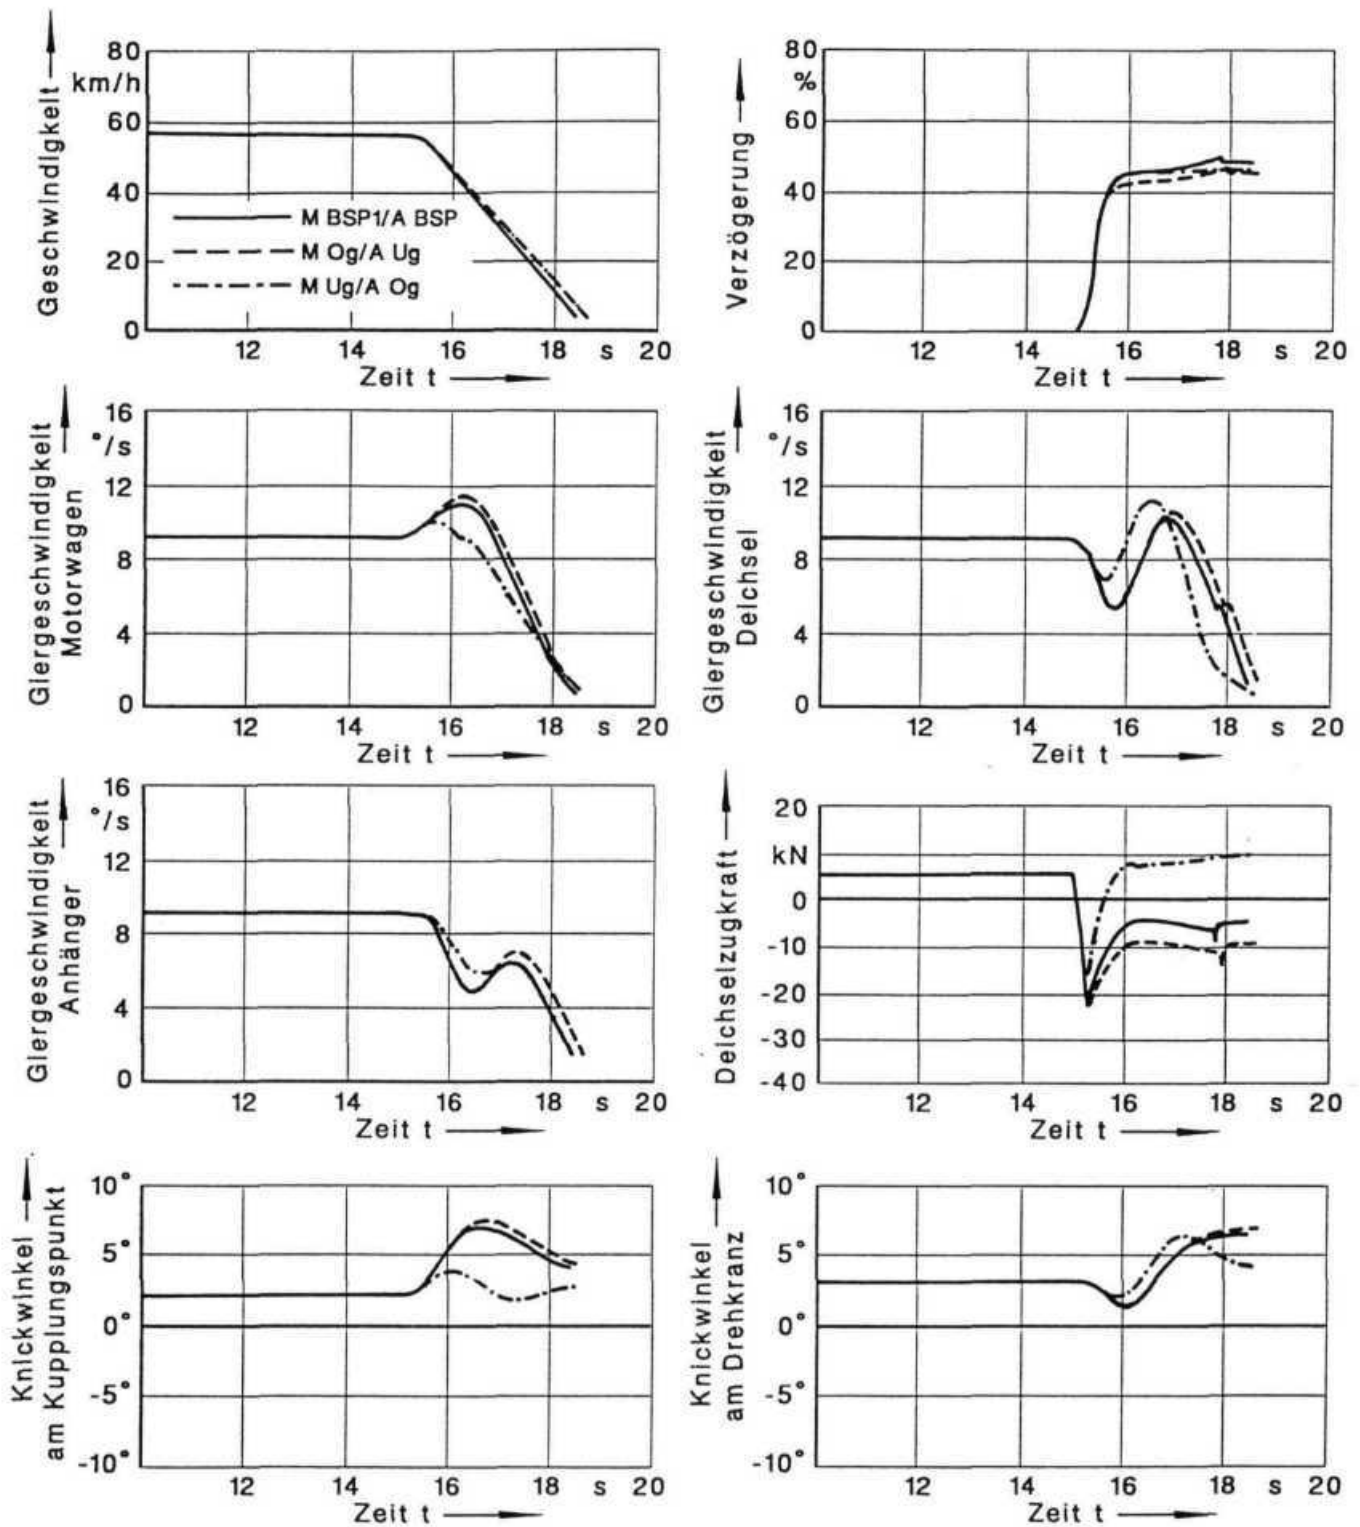 Geschwindigkeit
80
km/h
60
40
20
0
M BSP1/A BSP
M Og/A Ug
M Ug/A Og
12 14 16 18 s 20
Zeit t
Verzögerung
80
%
60
40
20
0
12 14 16 18 s 20
Zeit t
Giergeschwindigkeit
Motorwagen
16
°/s
12
8
4
0
12 14 16 18 s 20
Zeit t
Giergeschwindigkeit
Deichsel
16
°/s
12
8
4
0
12 14 16 18 s 20
Zeit t
Giergeschwindigkeit
Anhänger
16
°/s
12
8
4
0
12 14 16 18 s 20
Zeit t
Deichselzugkraft
20
kN
0
-10
-20
-30
-40
12 14 16 18 s 20
Zeit t
Knickwinkel
am Kupplungspunkt
10°
5°
0°
-5°
-10°
12 14 16 18 s 20
Zeit t
Knickwinkel
am Drehkranz
10°
5°
0°
-5°
-10°
12 14 16 18 s 20
Zeit t